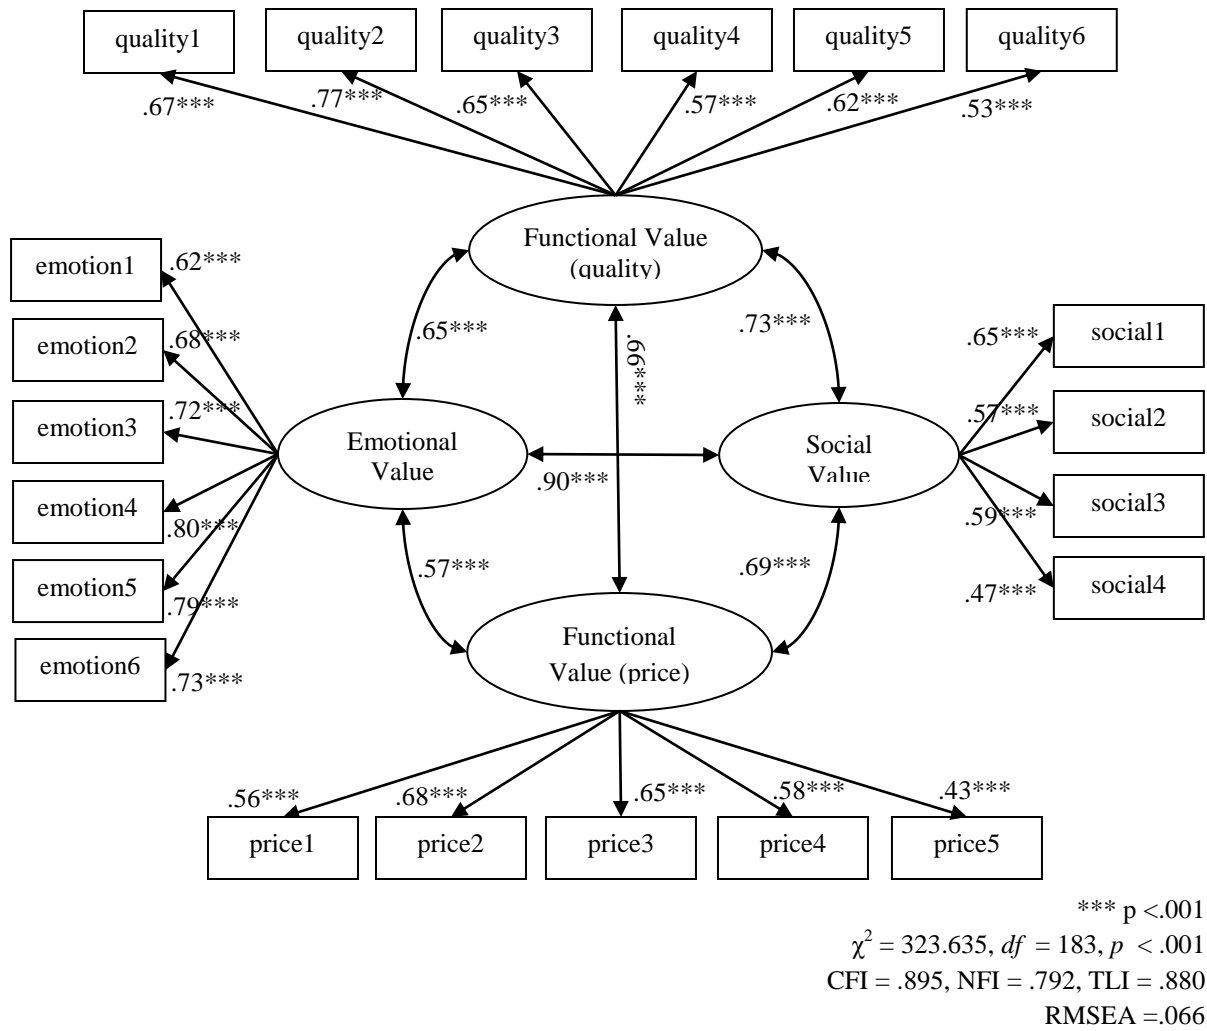 quality1
quality2
quality3
quality4
quality5
quality6
.67***
.77***
.65***
.57***
.62***
.53***
Functional Value
(quality)
emotion1
emotion2
emotion3
emotion4
emotion5
emotion6
.62***
.68***
.72***
.80***
.79***
.73***
.65***
.73***
.66***
Emotional
Value
.90***
Social
Value
.65***
.57***
.59***
.47***
social1
social2
social3
social4
.57***
.69***
Functional
Value (price)
.56***
.68***
.65***
.58***
.43***
price1
price2
price3
price4
price5
*** p <.001
χ² = 323.635, df = 183, p < .001
CFI = .895, NFI = .792, TLI = .880
RMSEA =.066